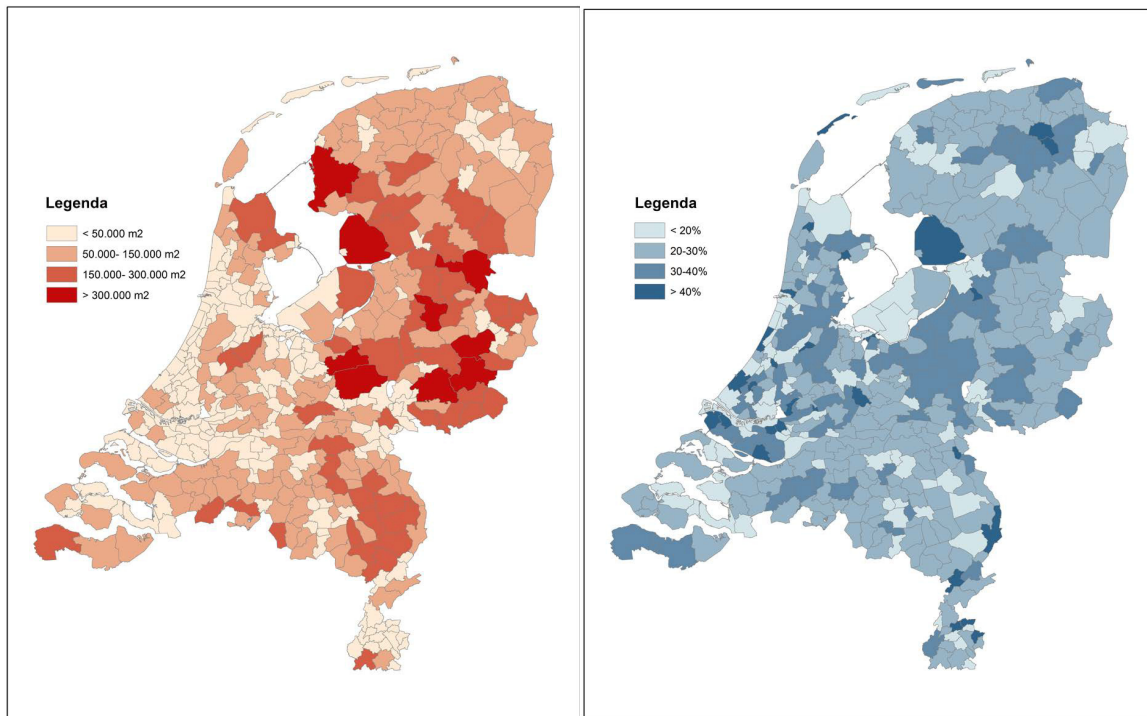 Legenda
< 50.000 m2
50.000- 150.000 m2
150.000- 300.000 m2
> 300.000 m2
Legenda
< 20%
20-30%
30-40%
> 40%